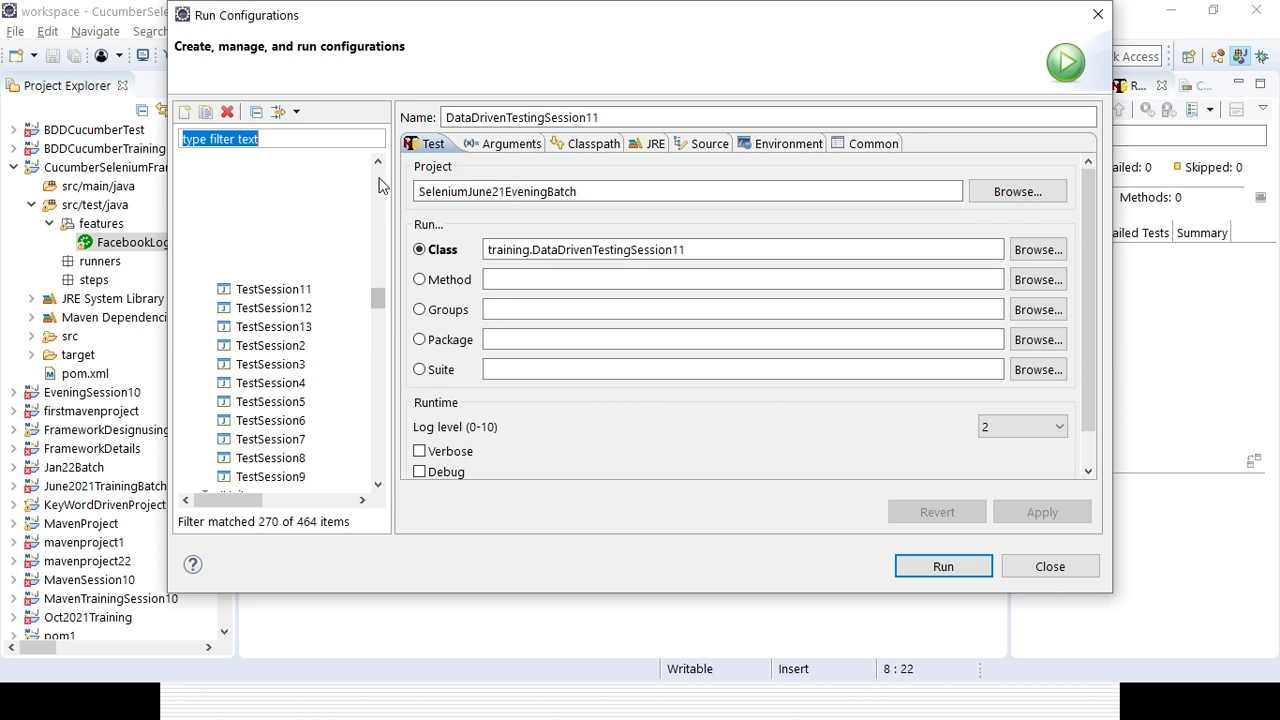 workspace - CucumberSele
Run Configurations
File Edit Navigate Search
Create, manage, and run configurations
Access
Project Explorer
R...
C...
Name: DataDrivenTestingSession11
type filter text
Test
Arguments
Classpath
JRE
Source
Environment
Common
BDDCucumberTest
BDDCucumberTraining
CucumberSeleniumFra
src/main/java
src/test/java
features
FacebookLog
runners
steps
JRE System Library
Maven Dependenci
src
target
pom.xml
EveningSession10
firstmavenproject
FrameworkDesignusing
FrameworkDetails
Jan22Batch
June2021TrainingBatch
KeyWordDrivenProject
MavenProject
mavenproject1
mavenproject22
MavenSession10
MavenTrainingSession10
Oct2021Training
pom1
TestSession11
TestSession12
TestSession13
TestSession2
TestSession3
TestSession4
TestSession5
TestSession6
TestSession7
TestSession8
TestSession9
Filter matched 270 of 464 items
Project
SeleniumJune21EveningBatch
Browse...
Run...
Class training.DataDrivenTestingSession11 Browse...
Method Browse...
Groups Browse...
Package Browse...
Suite Browse...
Runtime
Log level (0-10) 2
Verbose
Debug
Revert Apply
Run Close
ailed: 0 Skipped: 0
Methods: 0
ailed Tests Summary
Writable Insert 8 : 22